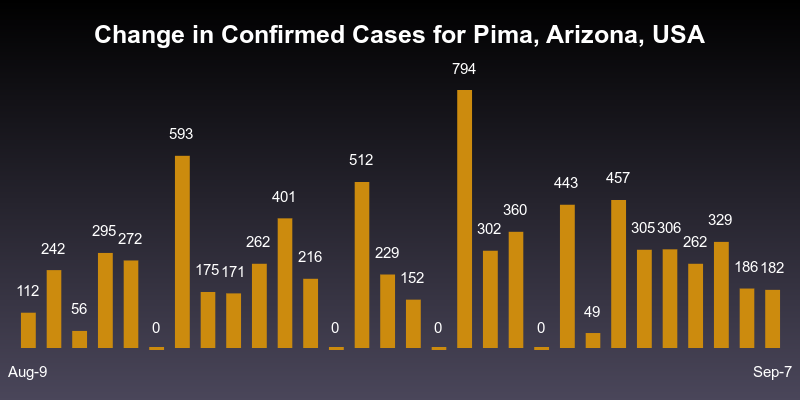 Change in Confirmed Cases for Pima, Arizona, USA
112 242 56 295 272 0 593 175 171 262 401 216 0 512 229 152 0 794 302 360 0 443 49 457 305 306 262 329 186 182
Aug-9 Sep-7